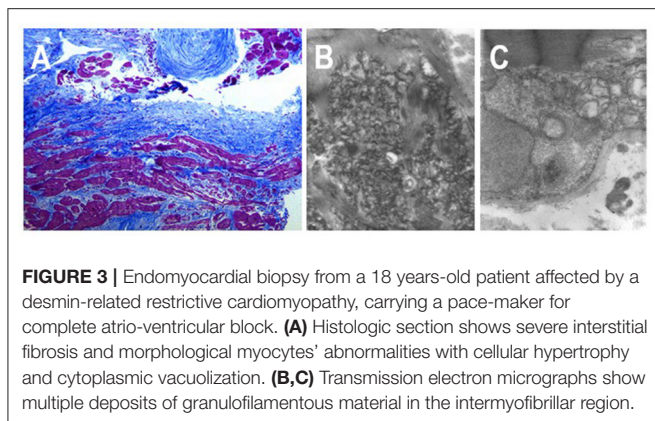 A B C
FIGURE 3 | Endomyocardial biopsy from a 18 years-old patient affected by a
desmin-related restrictive cardiomyopathy, carrying a pace-maker for
complete atrio-ventricular block. (A) Histologic section shows severe interstitial
fibrosis and morphological myocytes' abnormalities with cellular hypertrophy
and cytoplasmic vacuolization. (B,C) Transmission electron micrographs show
multiple deposits of granulofilamentous material in the intermyofibrillar region.